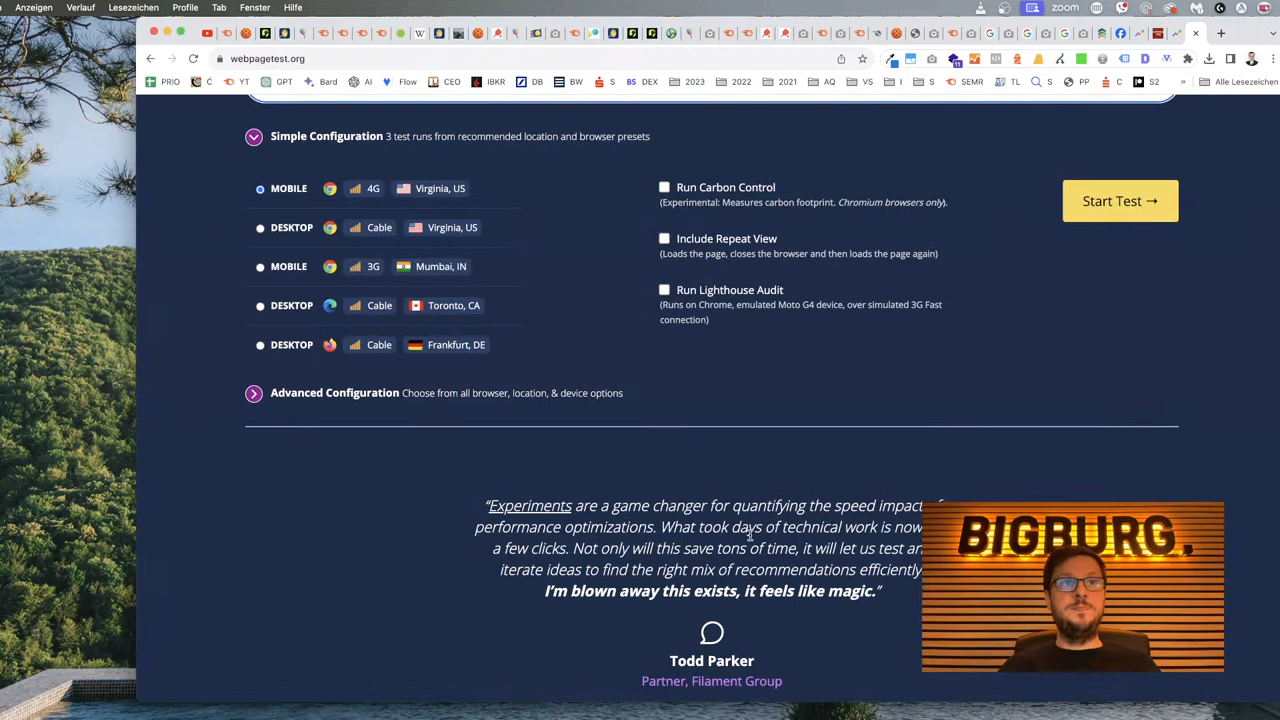 Anzeigen Verlauf Lesezeichen Profile Tab Fenster Hilfe
zoom
webpagetest.org
11
PRIO C YT GPT Bard AI Flow CEO IBKR DB BW S DEX 2023 2022 2021 AQ VS I S SEMR TL S PP C S2 » Alle Lesezeichen
Simple Configuration 3 test runs from recommended location and browser presets
MOBILE 4G Virginia, US
DESKTOP Cable Virginia, US
MOBILE 3G Mumbai, IN
DESKTOP Cable Toronto, CA
DESKTOP Cable Frankfurt, DE
Run Carbon Control
(Experimental: Measures carbon footprint. Chromium browsers only).
Include Repeat View
(Loads the page, closes the browser and then loads the page again)
Run Lighthouse Audit
(Runs on Chrome, emulated Moto G4 device, over simulated 3G Fast
connection)
Start Test →
Advanced Configuration Choose from all browser, location, & device options
“Experiments are a game changer for quantifying the speed impact
performance optimizations. What took days of technical work is now
a few clicks. Not only will this save tons of time, it will let us test
iterate ideas to find the right mix of recommendations efficiently
I’m blown away this exists, it feels like magic.”
Todd Parker
Partner, Filament Group
BIGBURG.